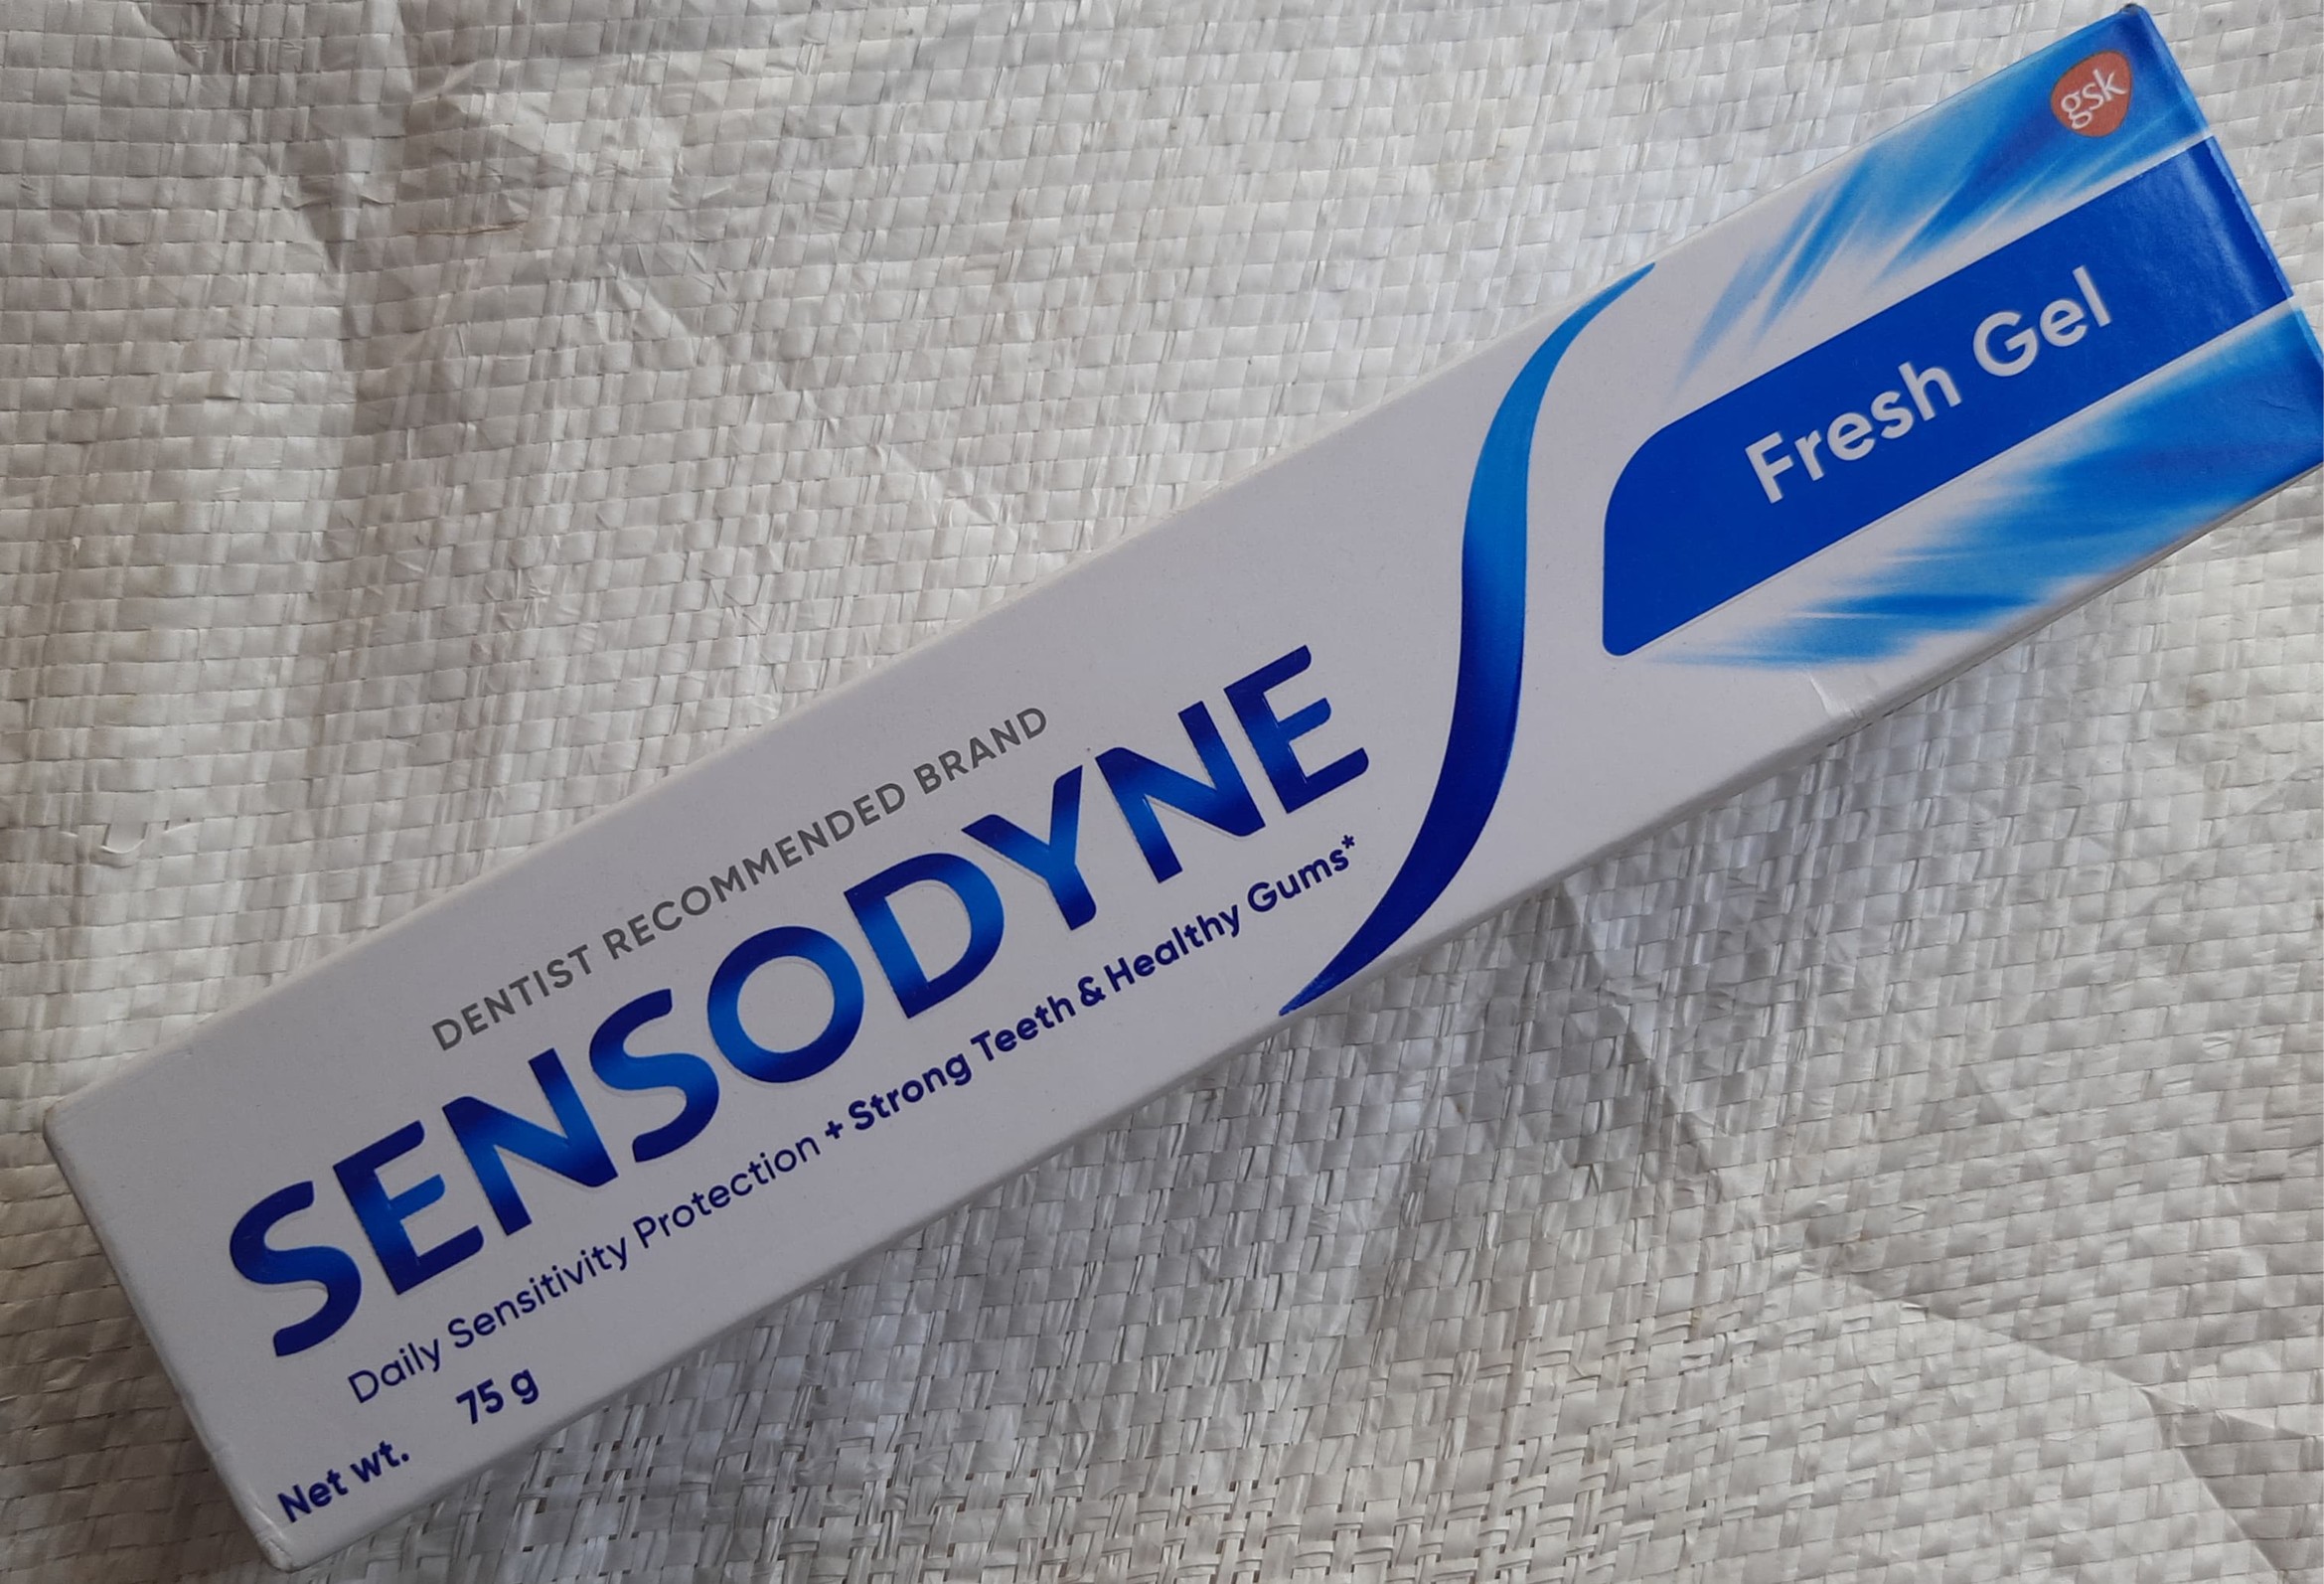 DENTIST RECOMMENDED BRAND
SENSODYNE
Daily Sensitivity Protection + Strong Teeth & Healthy Gums*
Net wt. 75 g
Fresh Gel
gsk